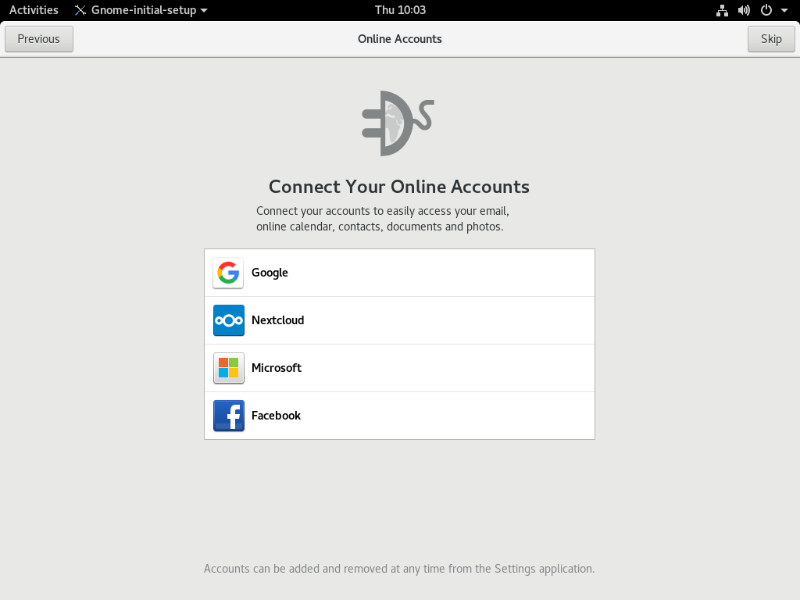 Activities Gnome-initial-setup Thu 10:03
Previous Online Accounts Skip
Connect Your Online Accounts
Connect your accounts to easily access your email,
online calendar, contacts, documents and photos.
Google
Nextcloud
Microsoft
Facebook
Accounts can be added and removed at any time from the Settings application.